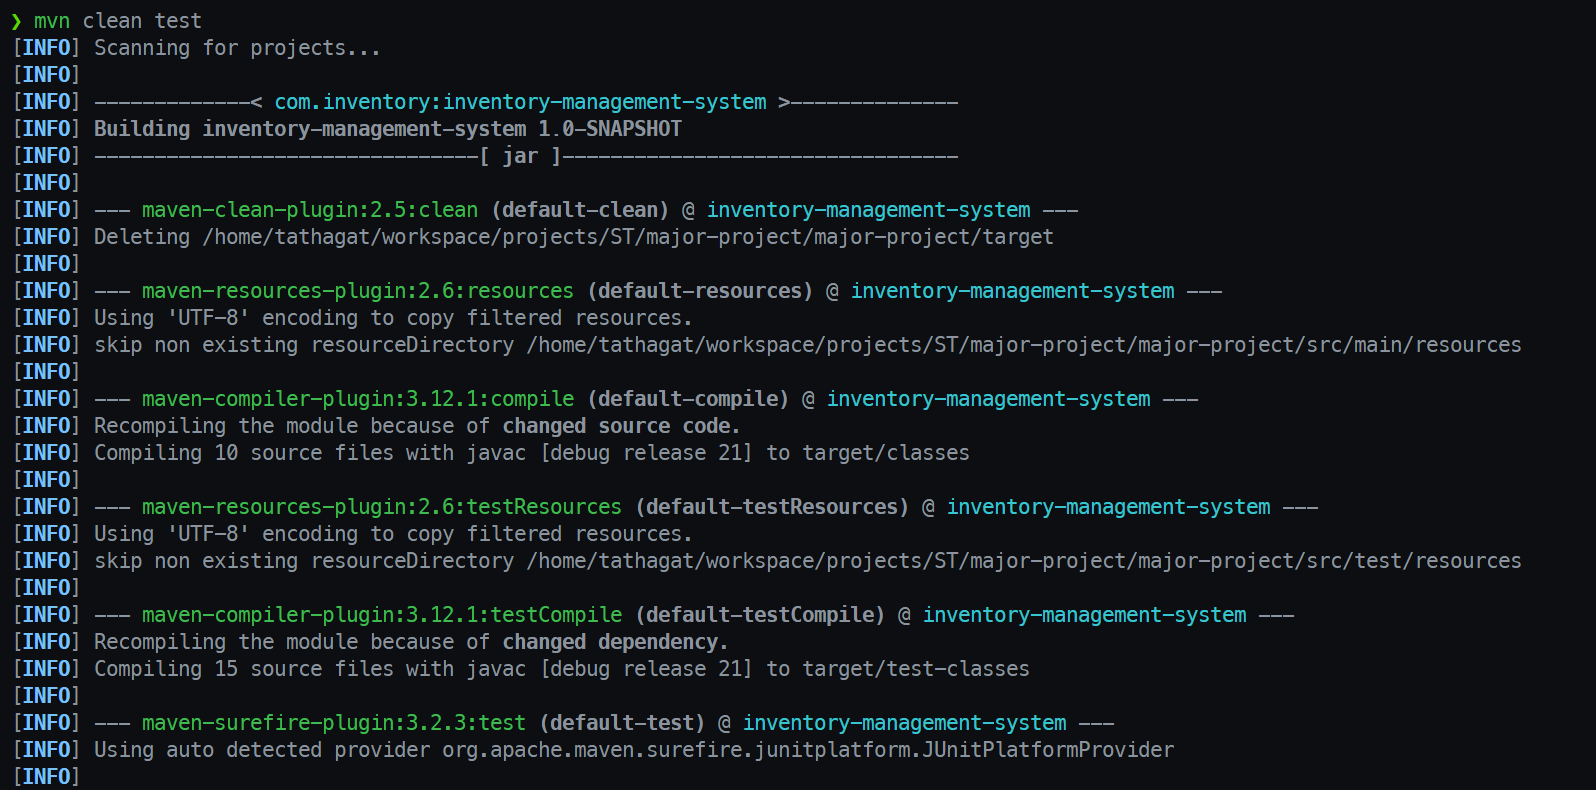 ❯ mvn clean test
[INFO] Scanning for projects...
[INFO]
[INFO] -------------< com.inventory:inventory-management-system >--------------
[INFO] Building inventory-management-system 1.0-SNAPSHOT
[INFO] --------------------------------[ jar ]---------------------------------
[INFO]
[INFO] --- maven-clean-plugin:2.5:clean (default-clean) @ inventory-management-system ---
[INFO] Deleting /home/tathagat/workspace/projects/ST/major-project/major-project/target
[INFO]
[INFO] --- maven-resources-plugin:2.6:resources (default-resources) @ inventory-management-system ---
[INFO] Using 'UTF-8' encoding to copy filtered resources.
[INFO] skip non existing resourceDirectory /home/tathagat/workspace/projects/ST/major-project/major-project/src/main/resources
[INFO]
[INFO] --- maven-compiler-plugin:3.12.1:compile (default-compile) @ inventory-management-system ---
[INFO] Recompiling the module because of changed source code.
[INFO] Compiling 10 source files with javac [debug release 21] to target/classes
[INFO]
[INFO] --- maven-resources-plugin:2.6:testResources (default-testResources) @ inventory-management-system ---
[INFO] Using 'UTF-8' encoding to copy filtered resources.
[INFO] skip non existing resourceDirectory /home/tathagat/workspace/projects/ST/major-project/major-project/src/test/resources
[INFO]
[INFO] --- maven-compiler-plugin:3.12.1:testCompile (default-testCompile) @ inventory-management-system ---
[INFO] Recompiling the module because of changed dependency.
[INFO] Compiling 15 source files with javac [debug release 21] to target/test-classes
[INFO]
[INFO] --- maven-surefire-plugin:3.2.3:test (default-test) @ inventory-management-system ---
[INFO] Using auto detected provider org.apache.maven.surefire.junitplatform.JUnitPlatformProvider
[INFO]